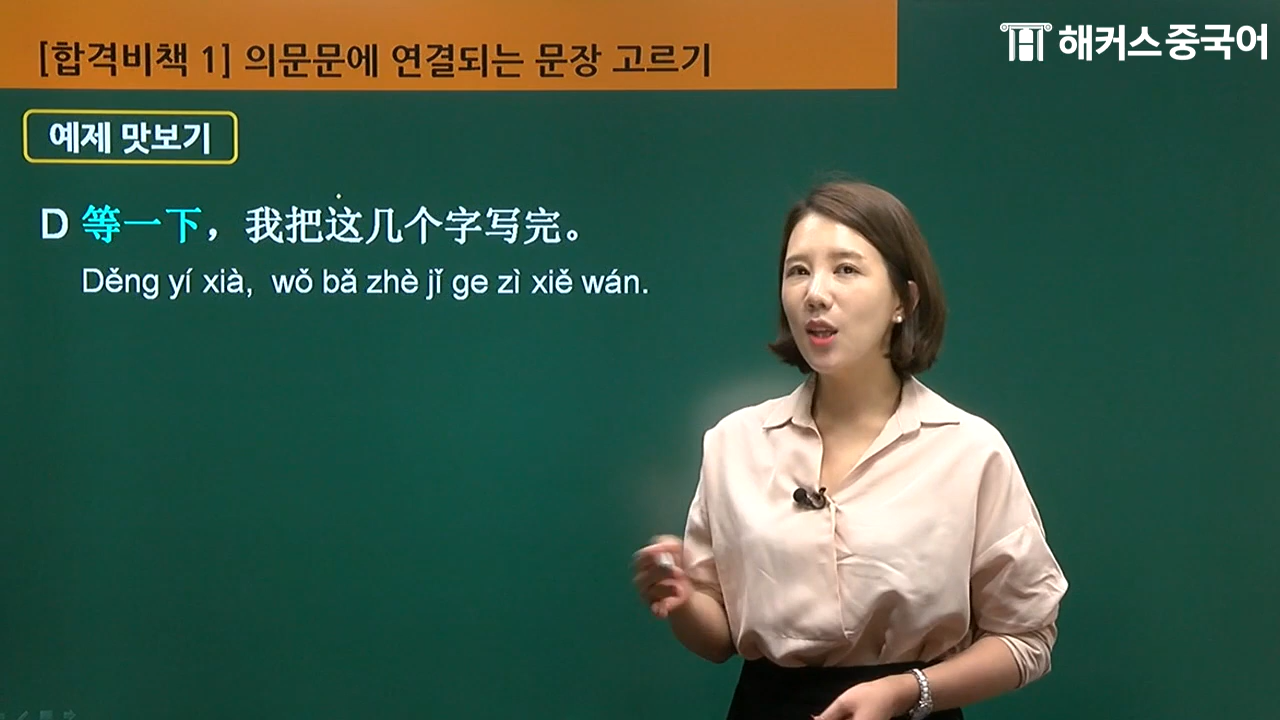 [합격비책 1] 의문문에 연결되는 문장 고르기
해커스중국어
예제 맛보기
D 等一下，我把这几个字写完。
Děng yí xià, wǒ bǎ zhè jǐ ge zì xiě wán.